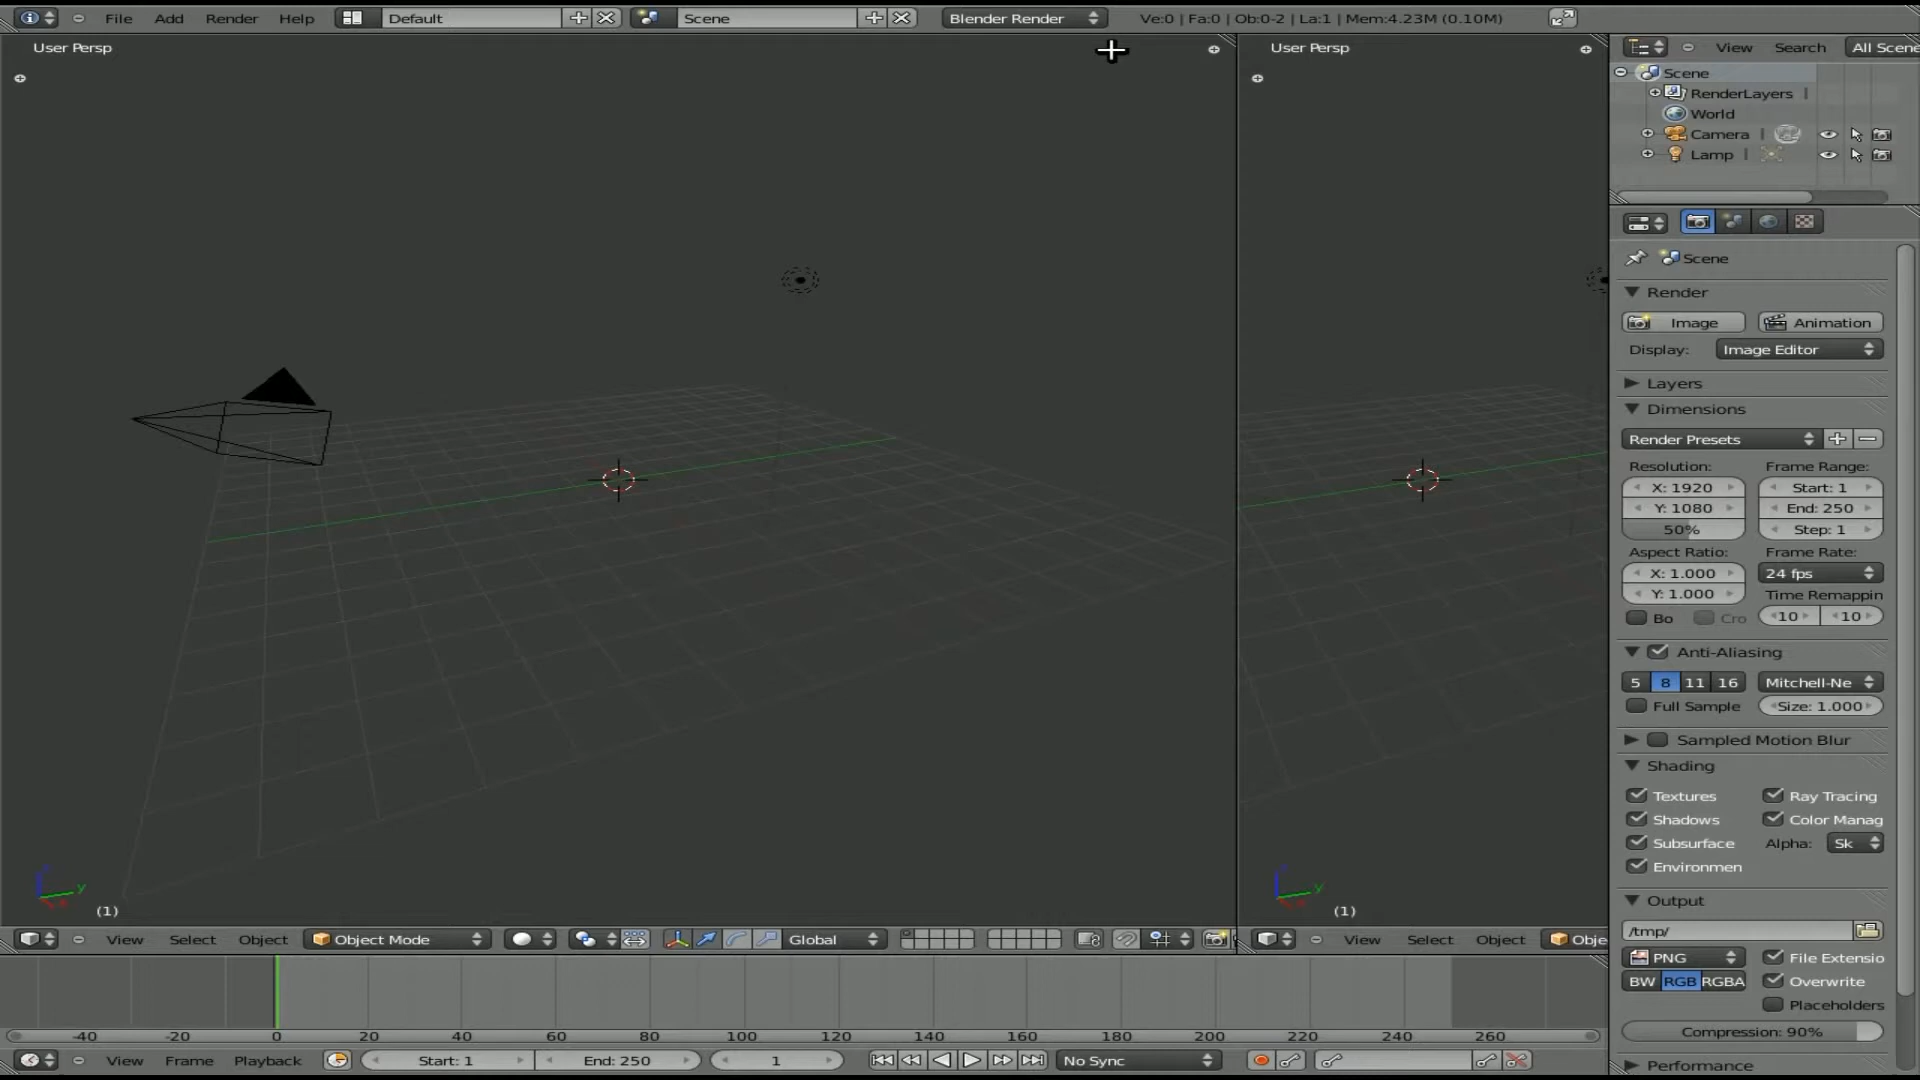 File Add Render Help Default Scene Blender Render Ve:0 | Fa:0 | Ob:0-2 | La:1 | Mem:4.23M (0.10M)
User Persp
User Persp
View Search All Scene
Scene
RenderLayers
World
Camera
Lamp
Scene
Render
Image Animation
Display: Image Editor
Layers
Dimensions
Render Presets
Resolution: Frame Range:
X: 1920 Start: 1
Y: 1080 End: 250
50% Step: 1
Aspect Ratio: Frame Rate:
X: 1.000 24 fps
Y: 1.000 Time Remappin
Bo Cro 10 10
Anti-Aliasing
5 8 11 16 Mitchell-Ne
Full Sample Size: 1.000
Sampled Motion Blur
Shading
Textures Ray Tracing
Shadows Color Manag
Subsurface Alpha: Sk
Environmen
Output
/tmp/
PNG File Extensio
BW RGB RGBA Overwrite
Placeholders
Compression: 90%
Performance
y
(1)
y
(1)
View Select Object Object Mode Global
View Select Object Obje
-40 -20 0 20 40 60 80 100 120 140 160 180 200 220 240 260
View Frame Playback Start: 1 End: 250 1 No Sync